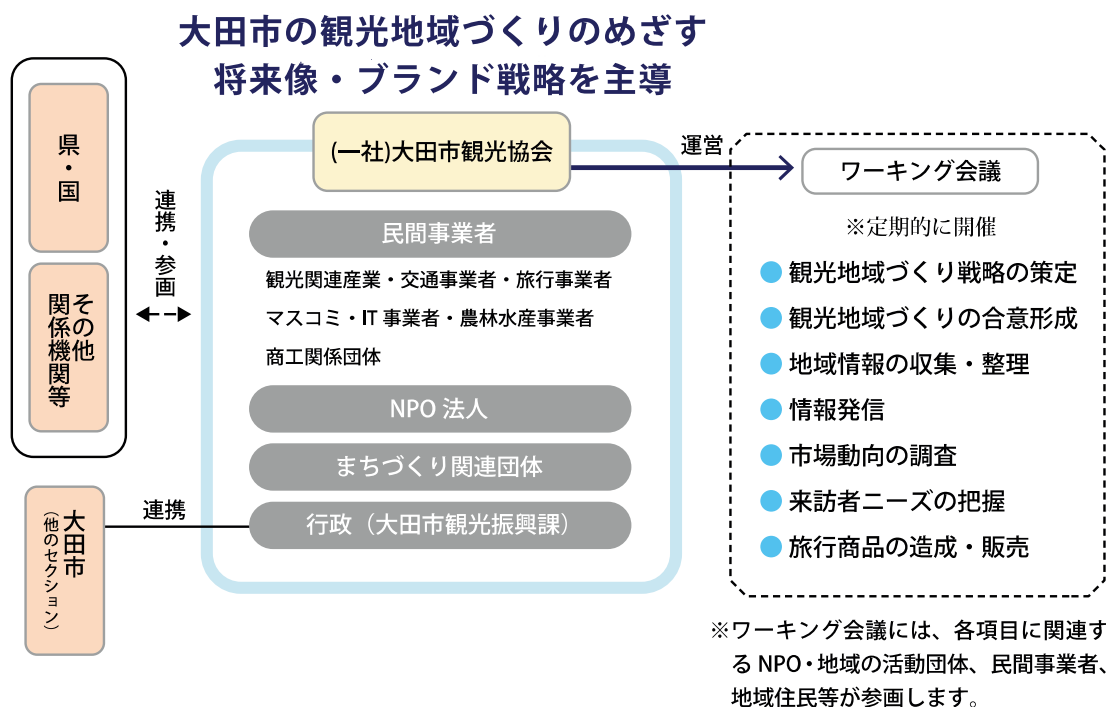 大田市の観光地域づくりのめざす
将来像・ブランド戦略を主導
県・国
その他
関係機関等
連携・参画
大田市
（他のセクション）
連携
(一社)大田市観光協会
民間事業者
観光関連産業・交通事業者・旅行事業者
マスコミ・IT 事業者・農林水産事業者
商工関係団体
NPO 法人
まちづくり関連団体
行政（大田市観光振興課）
運営
ワーキング会議
※定期的に開催
● 観光地域づくり戦略の策定
● 観光地域づくりの合意形成
● 地域情報の収集・整理
● 情報発信
● 市場動向の調査
● 来訪者ニーズの把握
● 旅行商品の造成・販売
※ワーキング会議には、各項目に関連す
る NPO・地域の活動団体、民間事業者、
地域住民等が参画します。